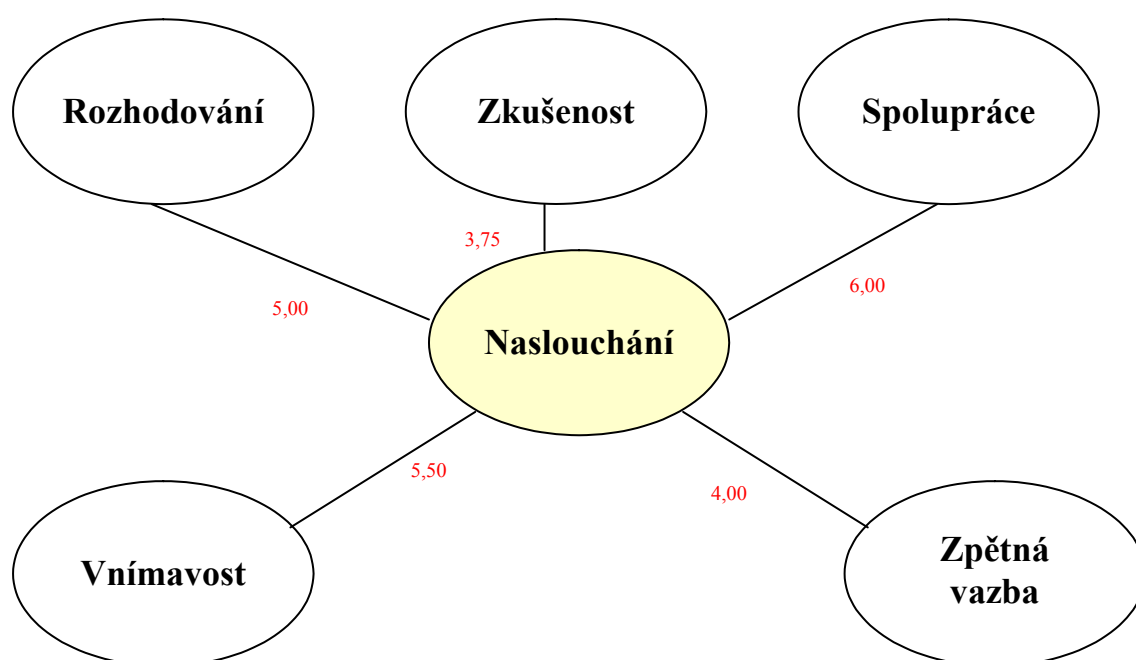 Rozhodování
Zkušenost
Spolupráce
3,75
6,00
5,00
Naslouchání
5,50
4,00
Vnímavost
Zpětná
vazba